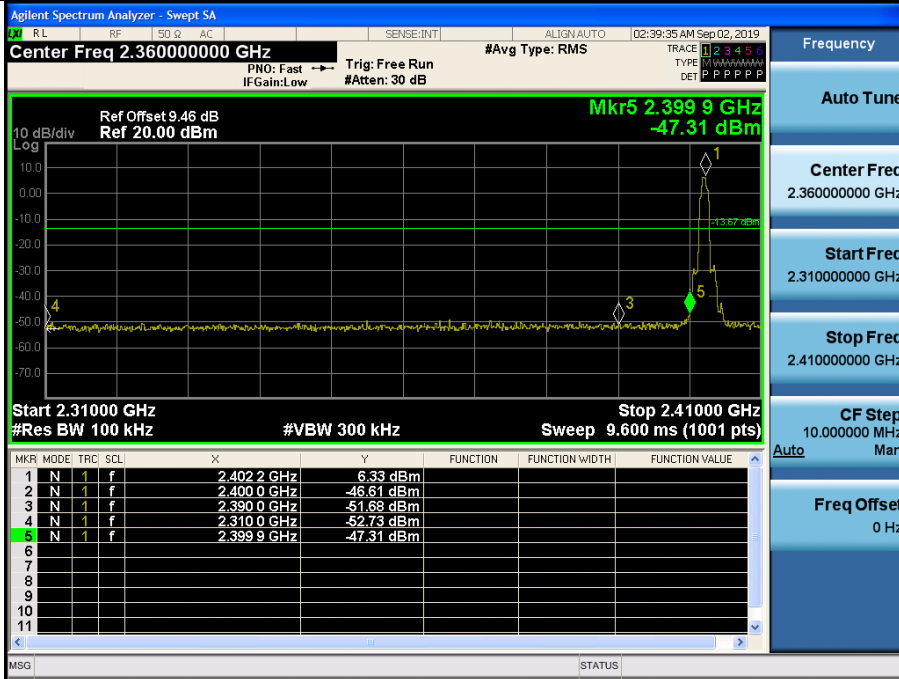 Agilent Spectrum Analyzer - Swept SA
LXI RL RF 50 Ω AC SENSE:INT ALIGN AUTO 02:39:35 AM Sep 02, 2019
Center Freq 2.360000000 GHz #Avg Type: RMS TRACE 1 2 3 4 5 6
PNO: Fast Trig: Free Run TYPE M WWWWW
IFGain:Low #Atten: 30 dB DET P P P P P P
Mkr5 2.399 9 GHz
-47.31 dBm
Ref Offset 9.46 dB
10 dB/div Ref 20.00 dBm
Log
1
10.0
0.00
-10.0
-13.67 dBm
-20.0
-30.0
-40.0
4 3 5
-50.0
-60.0
-70.0
Start 2.31000 GHz Stop 2.41000 GHz
#Res BW 100 kHz #VBW 300 kHz Sweep 9.600 ms (1001 pts)
MKR MODE TRC SCL X Y FUNCTION FUNCTION WIDTH FUNCTION VALUE
1 N 1 f 2.402 2 GHz 6.33 dBm
2 N 1 f 2.400 0 GHz -46.61 dBm
3 N 1 f 2.390 0 GHz -51.68 dBm
4 N 1 f 2.310 0 GHz -52.73 dBm
5 N 1 f 2.399 9 GHz -47.31 dBm
6
7
8
9
10
11
MSG STATUS
Frequency
Auto Tune
Center Freq
2.360000000 GHz
Start Freq
2.310000000 GHz
Stop Freq
2.410000000 GHz
CF Step
10.000000 MHz
Auto Man
Freq Offset
0 Hz